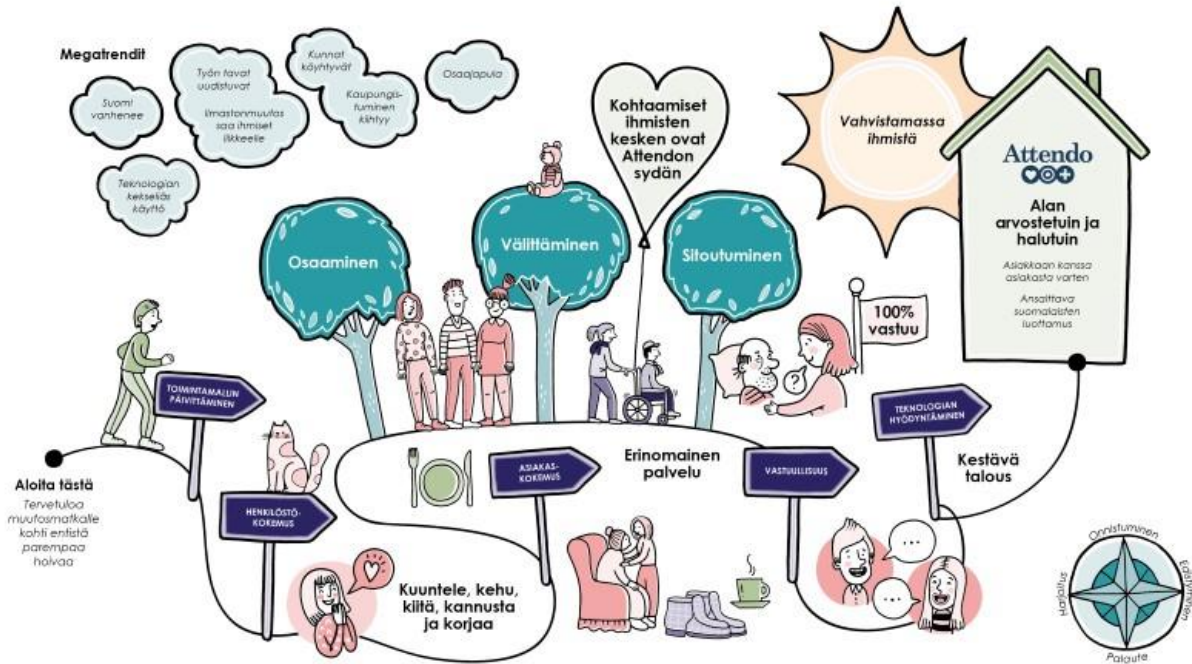 Megatrendit
Suomi
vanhenee
Työn tavat
uudistuvat
Ilmastonmuutos
saa ihmiset
liikkeelle
Kunnat
köyhtyvät
Kaupungis-
tuminen
kiihtyy
Osaajapula
Teknologian
kekseliäs
käyttö
Kohtaamiset
ihmisten
kesken ovat
Attendon
sydän
Vahvistamassa
ihmistä
Attendo
Alan
arvostetuin ja
halutuin
Asiakkaan kanssa
asiakasta varten
Ansaittava
suomalaisten
luottamus
Osaaminen
Välittäminen
Sitoutuminen
100%
vastuu
?
TOIMINTAMALLIN
PÄIVITTÄMINEN
TEKNOLOGIAN
HYÖDYNTÄMINEN
Aloita tästä
Tervetuloa
muutosmatkalle
kohti entistä
parempaa
hoivaa
HENKILÖSTÖ-
KOKEMUS
ASIAKAS-
KOKEMUS
Erinomainen
palvelu
VASTUULLISUUS
Kestävä
talous
Kuuntele, kehu,
kiitä, kannusta
ja korjaa
...
...
Onnistuminen
Edistyminen
Palaute
Harjoitus